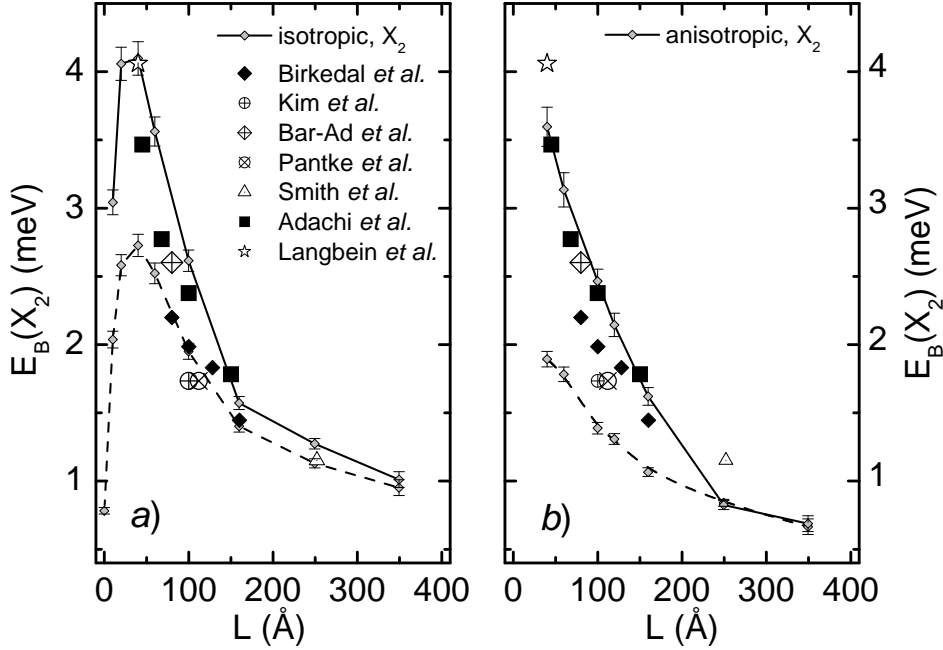 isotropic, X₂
Birkedal et al.
Kim et al.
Bar-Ad et al.
Pantke et al.
Smith et al.
Adachi et al.
Langbein et al.
E_B(X₂) (meV)
4
3
2
1
a)
0 100 200 300 400
L (Å)
anisotropic, X₂
b)
0 100 200 300 400
L (Å)
4
3
2
1
E_B(X₂) (meV)